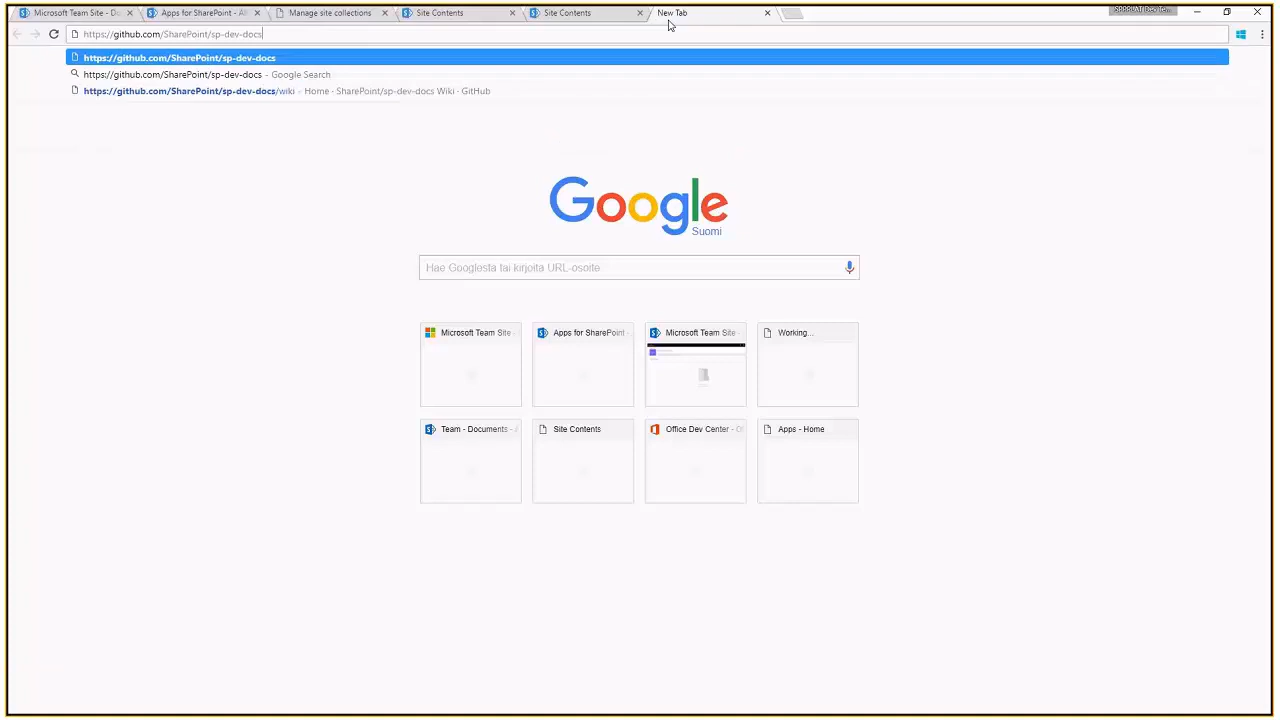 Microsoft Team Site - Do
Apps for SharePoint - All
Manage site collections
Site Contents
Site Contents
New Tab
https://github.com/SharePoint/sp-dev-docs
https://github.com/SharePoint/sp-dev-docs
https://github.com/SharePoint/sp-dev-docs - Google Search
https://github.com/SharePoint/sp-dev-docs/wiki - Home · SharePoint/sp-dev-docs Wiki · GitHub
Google
Suomi
Hae Googlesta tai kirjoita URL-osoite
Microsoft Team Site -
Apps for SharePoint -
Microsoft Team Site -
Working...
Team - Documents -
Site Contents
Office Dev Center -
Apps - Home